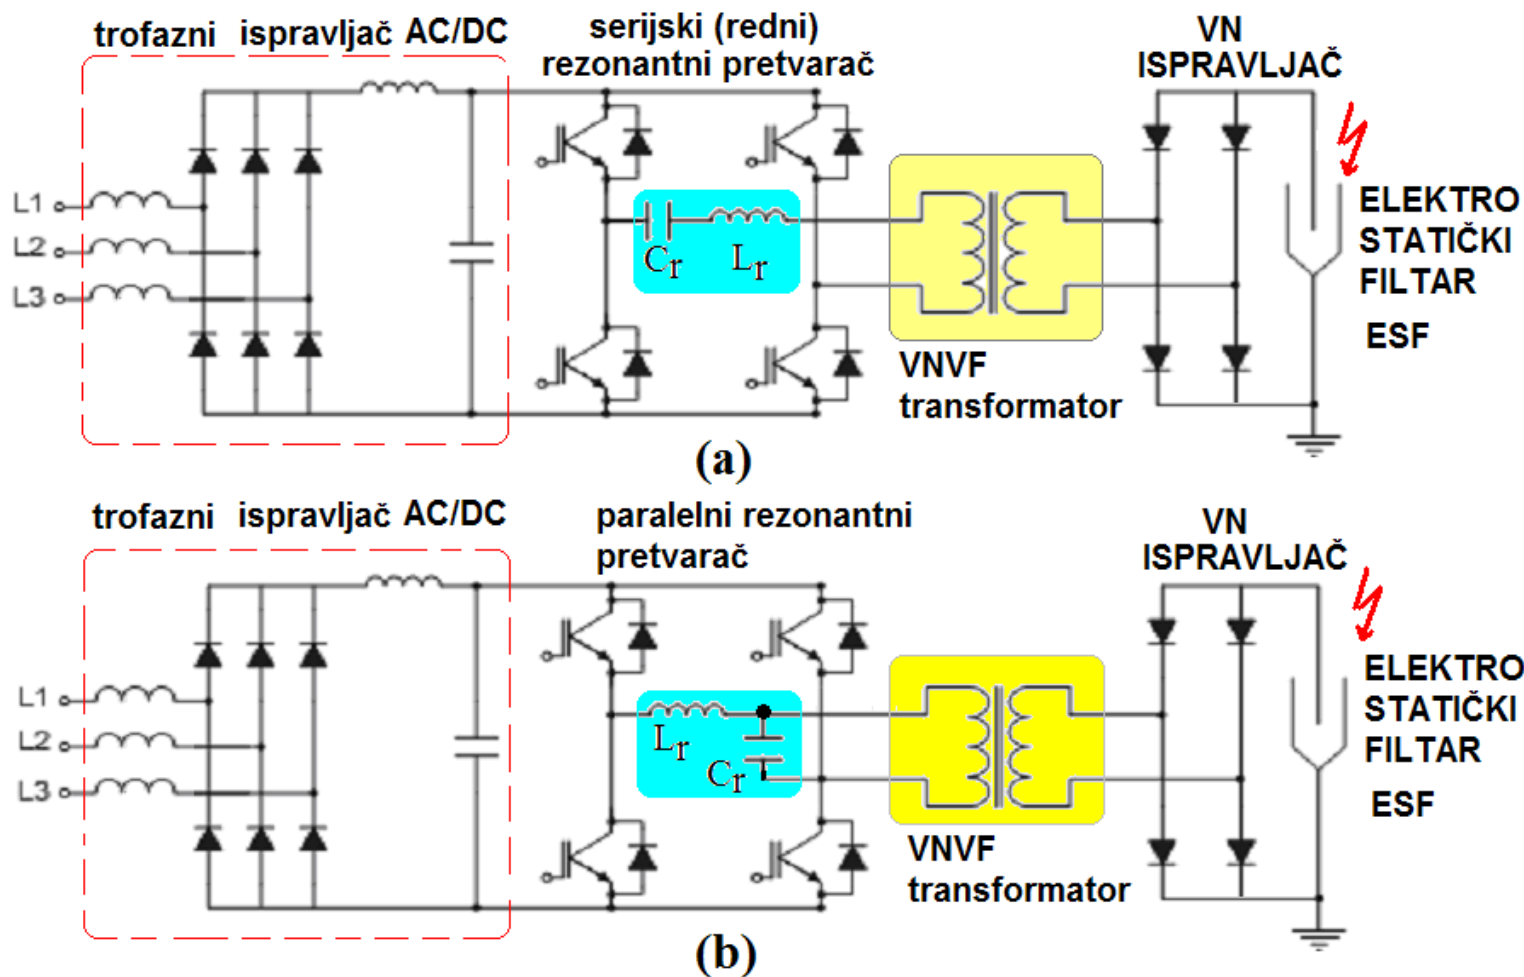 trofazni ispravljač AC/DC
serijski (redni)
rezonantni pretvarač
VN
ISPRAVLJAČ
L1
L2
L3
Cr
Lr
ELEKTRO
STATIČKI
FILTAR
ESF
VNVF
transformator
(a)
trofazni ispravljač AC/DC
paralelni rezonantni
pretvarač
VN
ISPRAVLJAČ
L1
L2
L3
Lr
Cr
ELEKTRO
STATIČKI
FILTAR
ESF
VNVF
transformator
(b)